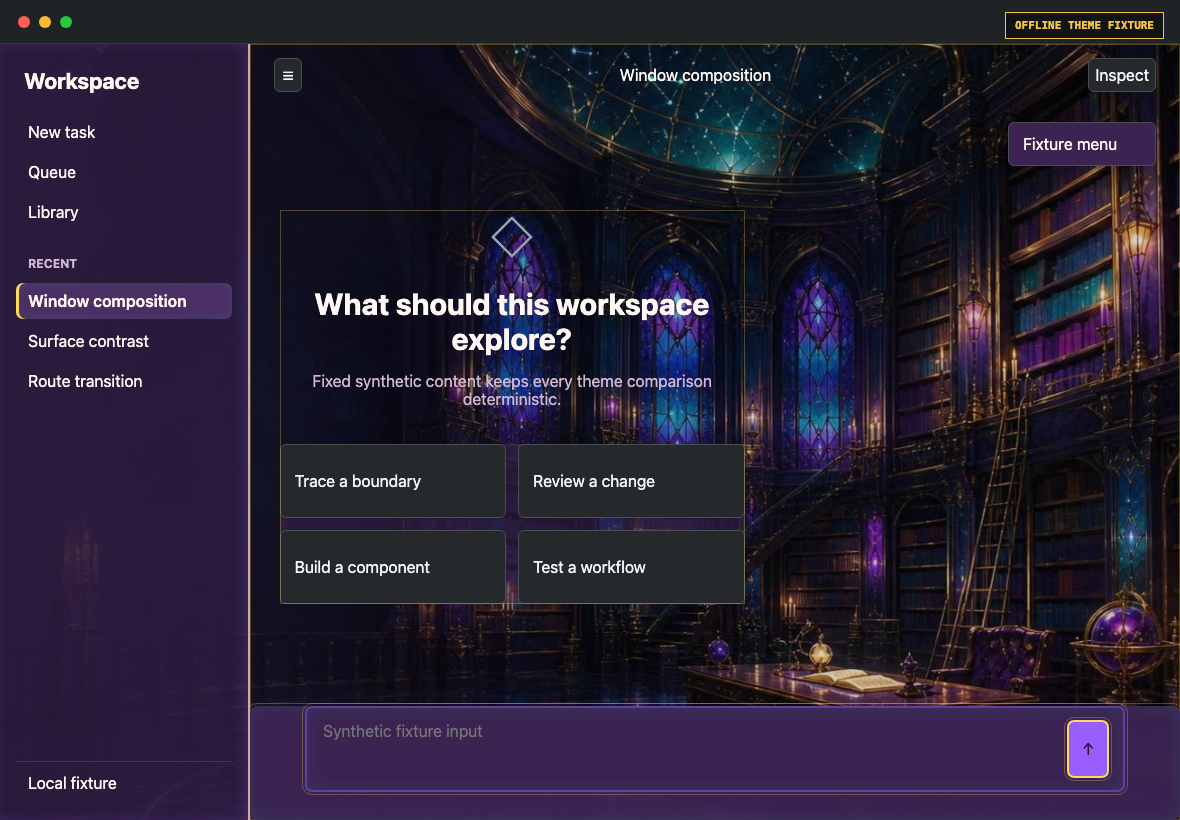 OFFLINE THEME FIXTURE
Workspace
New task
Queue
Library
RECENT
Window composition
Surface contrast
Route transition
Local fixture
Window composition
Inspect
Fixture menu
What should this workspace
explore?
Fixed synthetic content keeps every theme comparison
deterministic.
Trace a boundary
Review a change
Build a component
Test a workflow
Synthetic fixture input